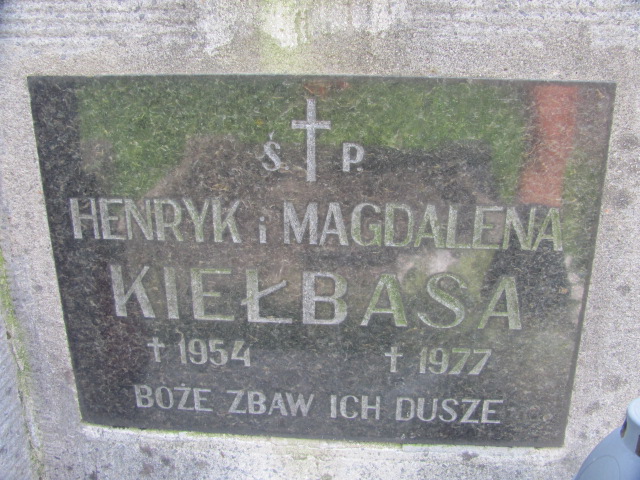 Ś. P.
HENRYK i MAGDALENA
KIEŁBASA
† 1954 † 1977
BOŻE ZBAW ICH DUSZE